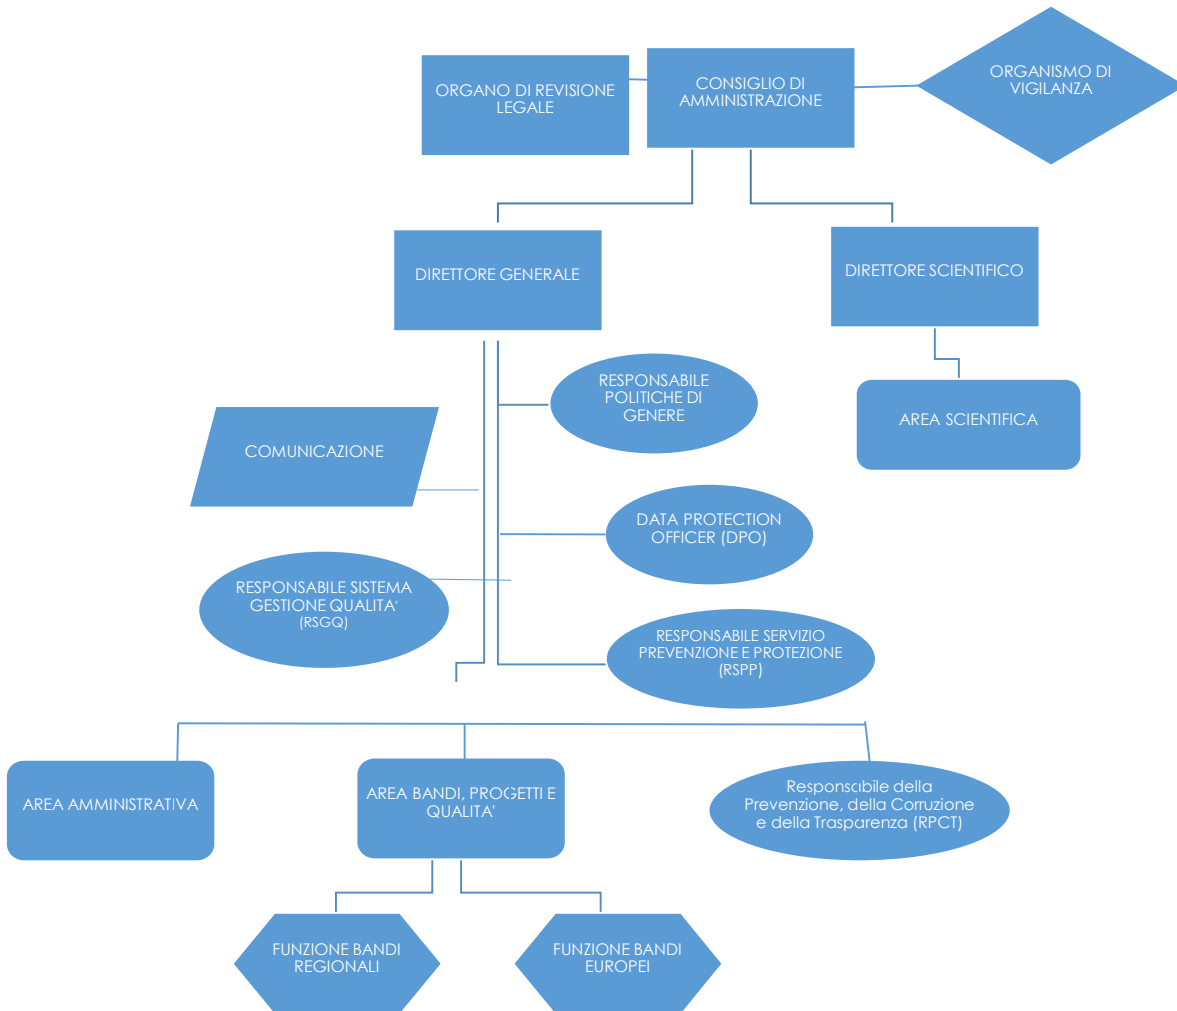 ORGANO DI REVISIONE
LEGALE
CONSIGLIO DI
AMMINISTRAZIONE
ORGANISMO DI
VIGILANZA
DIRETTORE GENERALE
DIRETTORE SCIENTIFICO
RESPONSABILE
POLITICHE DI
GENERE
AREA SCIENTIFICA
COMUNICAZIONE
DATA PROTECTION
OFFICER (DPO)
RESPONSABILE SISTEMA
GESTIONE QUALITA'
(RSGQ)
RESPONSABILE SERVIZIO
PREVENZIONE E PROTEZIONE
(RSPP)
AREA AMMINISTRATIVA
AREA BANDI, PROGETTI E
QUALITA'
Responsabile della
Prevenzione, della Corruzione
e della Trasparenza (RPCT)
FUNZIONE BANDI
REGIONALI
FUNZIONE BANDI
EUROPEI